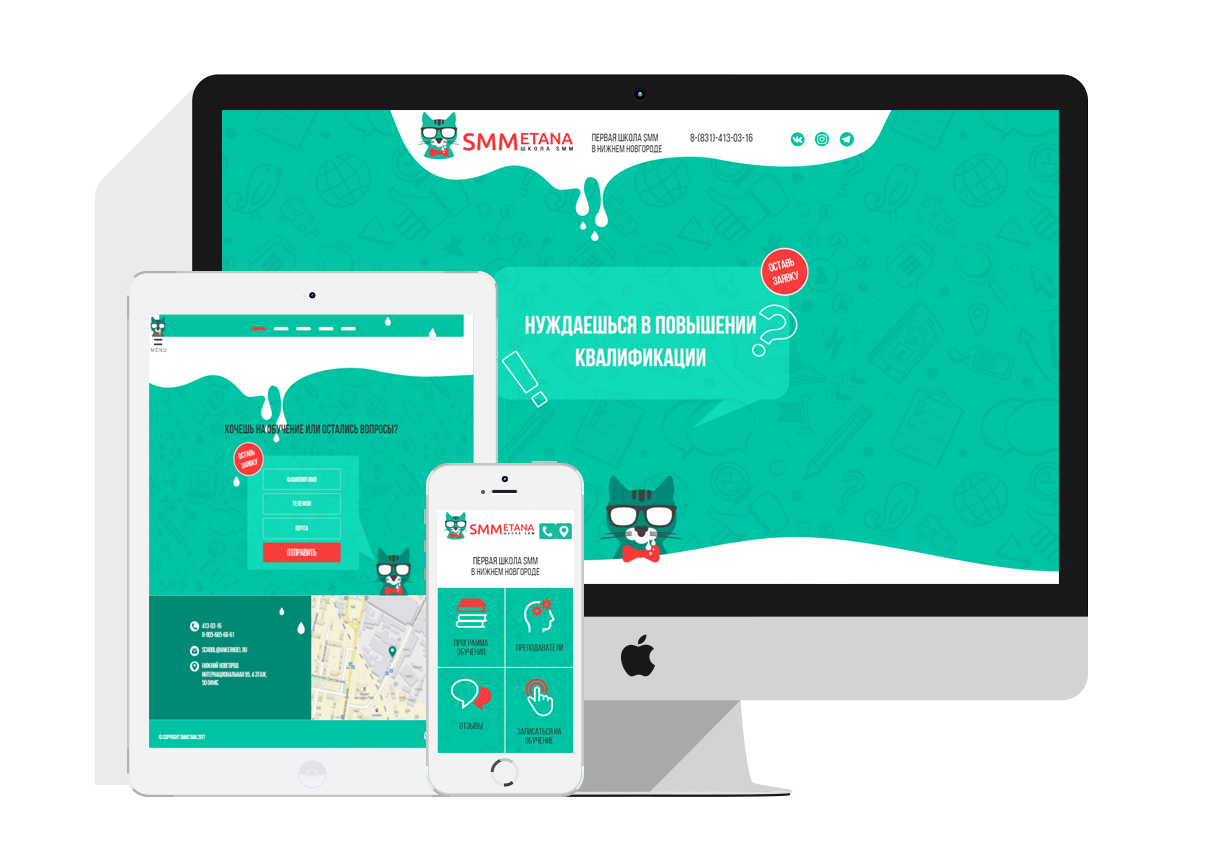 SMMETANA
ШКОЛА SMM
ПЕРВАЯ ШКОЛА SMM
В НИЖНЕМ НОВГОРОДЕ
8-(831)-413-03-16
ОСТАВЬ
ЗАЯВКУ
НУЖДАЕШЬСЯ В ПОВЫШЕНИИ
КВАЛИФИКАЦИИ
MENU
ХОЧЕШЬ НА ОБУЧЕНИЕ ИЛИ ОСТАЛИСЬ ВОПРОСЫ?
ОСТАВЬ
ЗАЯВКУ
ФАМИЛИЯ ИМЯ
ТЕЛЕФОН
ПОЧТА
ОТПРАВИТЬ
413-03-16
8-905-665-66-61
НИЖНИЙ НОВГОРОД
ИНТЕРНАЦИОНАЛЬНАЯ 95, 4 ЭТАЖ,
50 ОФИС
© COPYRIGHT SMMETANA 2017
SMMETANA
ШКОЛА SMM
ПЕРВАЯ ШКОЛА SMM
В НИЖНЕМ НОВГОРОДЕ
ПРОГРАММА
ОБУЧЕНИЯ
ПРЕПОДАВАТЕЛИ
ОТЗЫВЫ
ЗАПИСАТЬСЯ НА
ОБУЧЕНИЕ